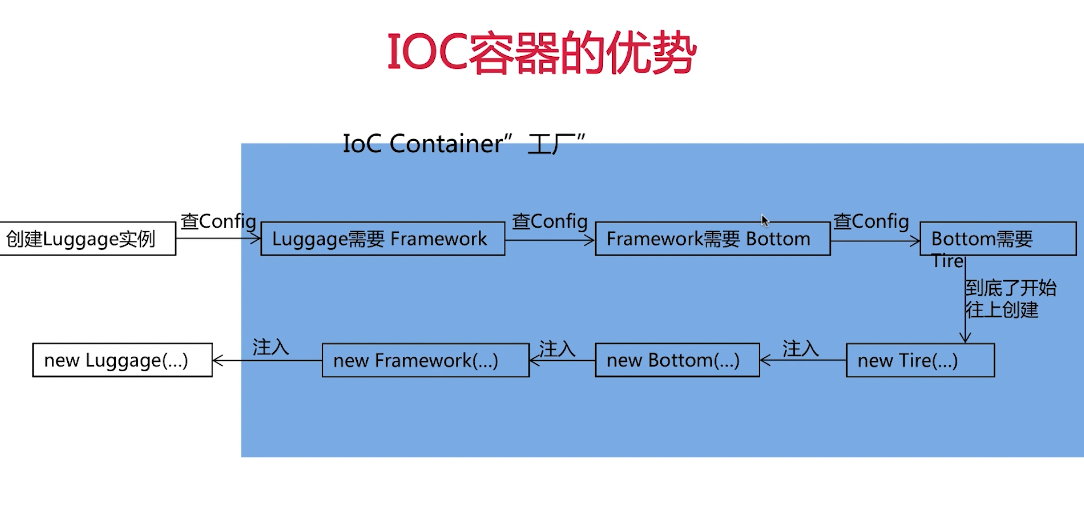 IOC容器的优势
IoC Container”工厂”
创建Luggage实例
查Config
Luggage需要 Framework
查Config
Framework需要 Bottom
查Config
Bottom需要
Tire
到底了开始
往上创建
new Luggage(...)
注入
new Framework(...)
注入
new Bottom(...)
注入
new Tire(...)